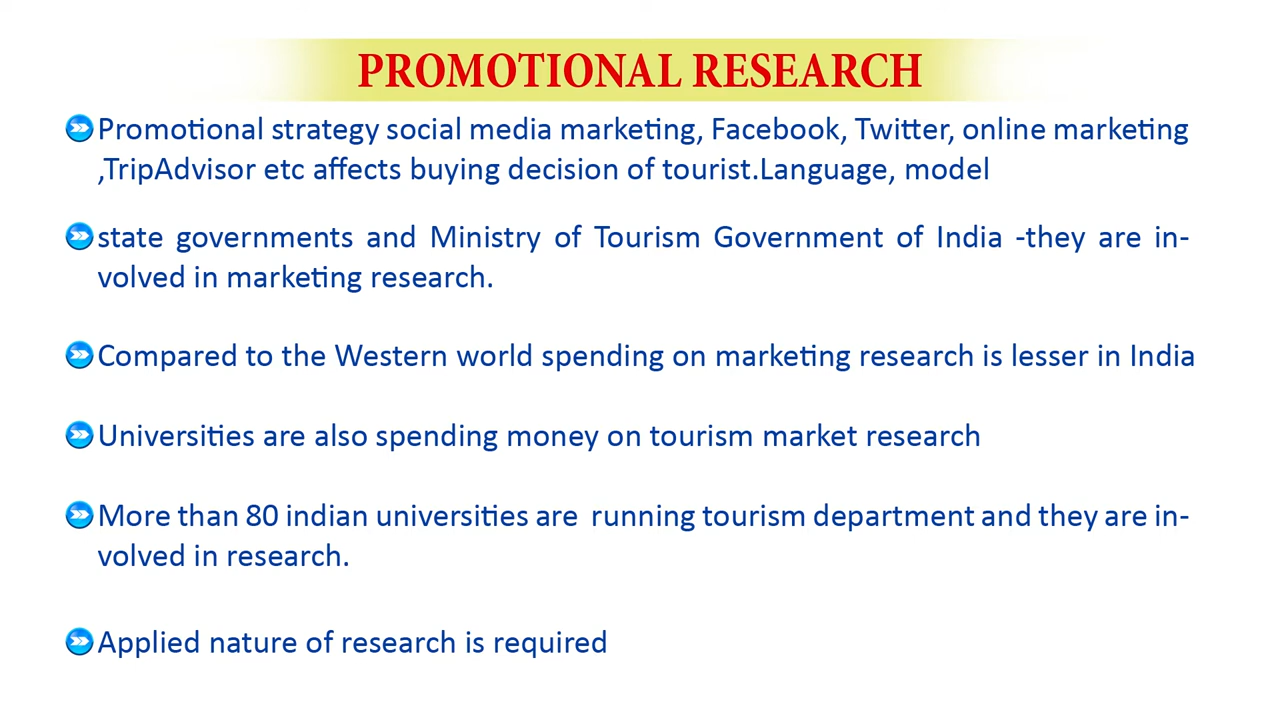 PROMOTIONAL RESEARCH
Promotional strategy social media marketing, Facebook, Twitter, online marketing
,TripAdvisor etc affects buying decision of tourist.Language, model
state governments and Ministry of Tourism Government of India -they are in-
volved in marketing research.
Compared to the Western world spending on marketing research is lesser in India
Universities are also spending money on tourism market research
More than 80 indian universities are running tourism department and they are in-
volved in research.
Applied nature of research is required